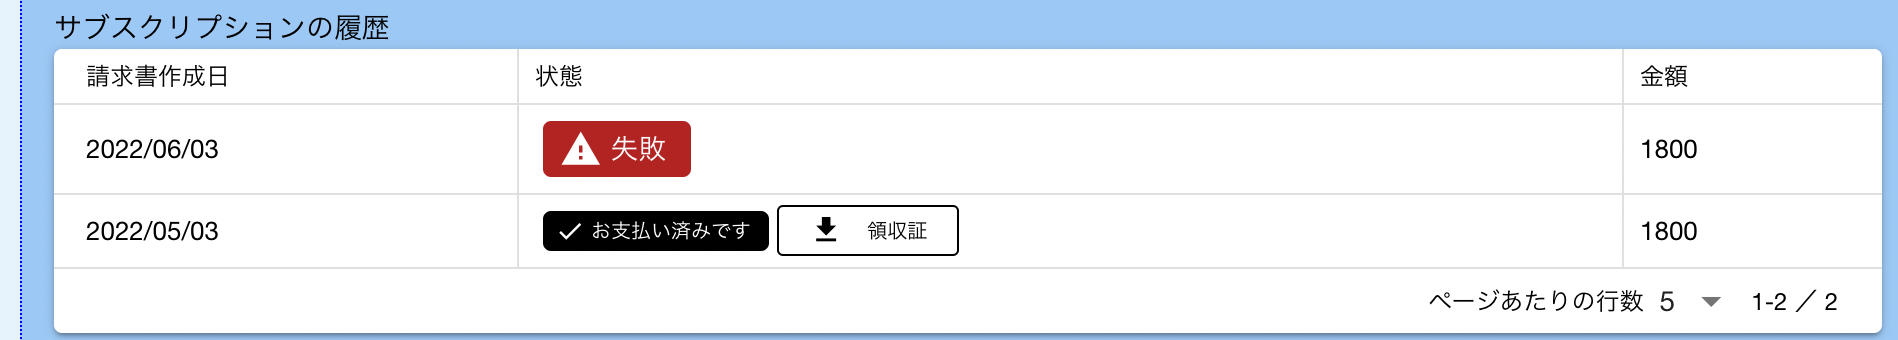 サブスクリプションの履歴
請求書作成日 状態 金額
2022/06/03 失敗 1800
2022/05/03 お支払い済みです 領収証 1800
ページあたりの行数 5 1-2 / 2